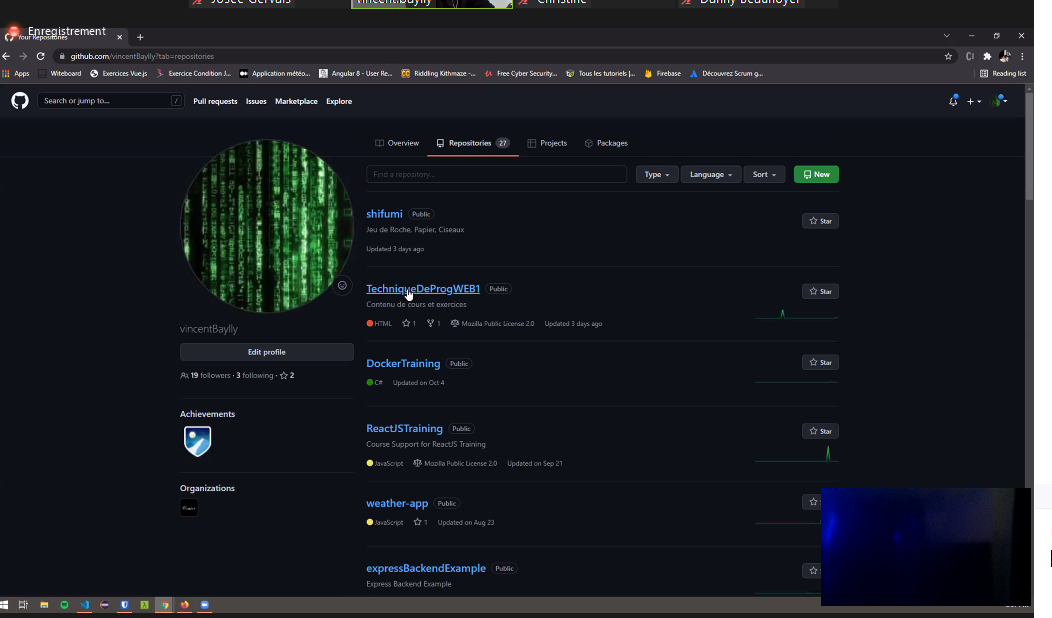 Josée Gervais
vincent.baylly
Christine
Danny Beaunoyer
Enregistrement
Your Repositories
github.com/vincentBaylly?tab=repositories
Apps
Witeboard
Exercices Vue.js
Exercice Condition J...
Application météo...
Angular 8 - User Re...
Riddling Kithmaze -...
Free Cyber Security...
Tous les tutoriels |...
Firebase
Découvrez Scrum g...
Reading list
Search or jump to...
/
Pull requests
Issues
Marketplace
Explore
Overview
Repositories 27
Projects
Packages
Find a repository...
Type
Language
Sort
New
shifumi Public
Star
Jeu de Roche, Papier, Ciseaux
Updated 3 days ago
TechniqueDeProgWEB1 Public
Star
Contenu de cours et exercices
HTML 1 1 Mozilla Public License 2.0 Updated 3 days ago
vincentBaylly
Edit profile
19 followers · 3 following · 2
DockerTraining Public
Star
C# Updated on Oct 4
Achievements
ReactJSTraining Public
Star
Course Support for ReactJS Training
JavaScript Mozilla Public License 2.0 Updated on Sep 21
Organizations
weather-app Public
JavaScript 1 Updated on Aug 23
expressBackendExample Public
Express Backend Example